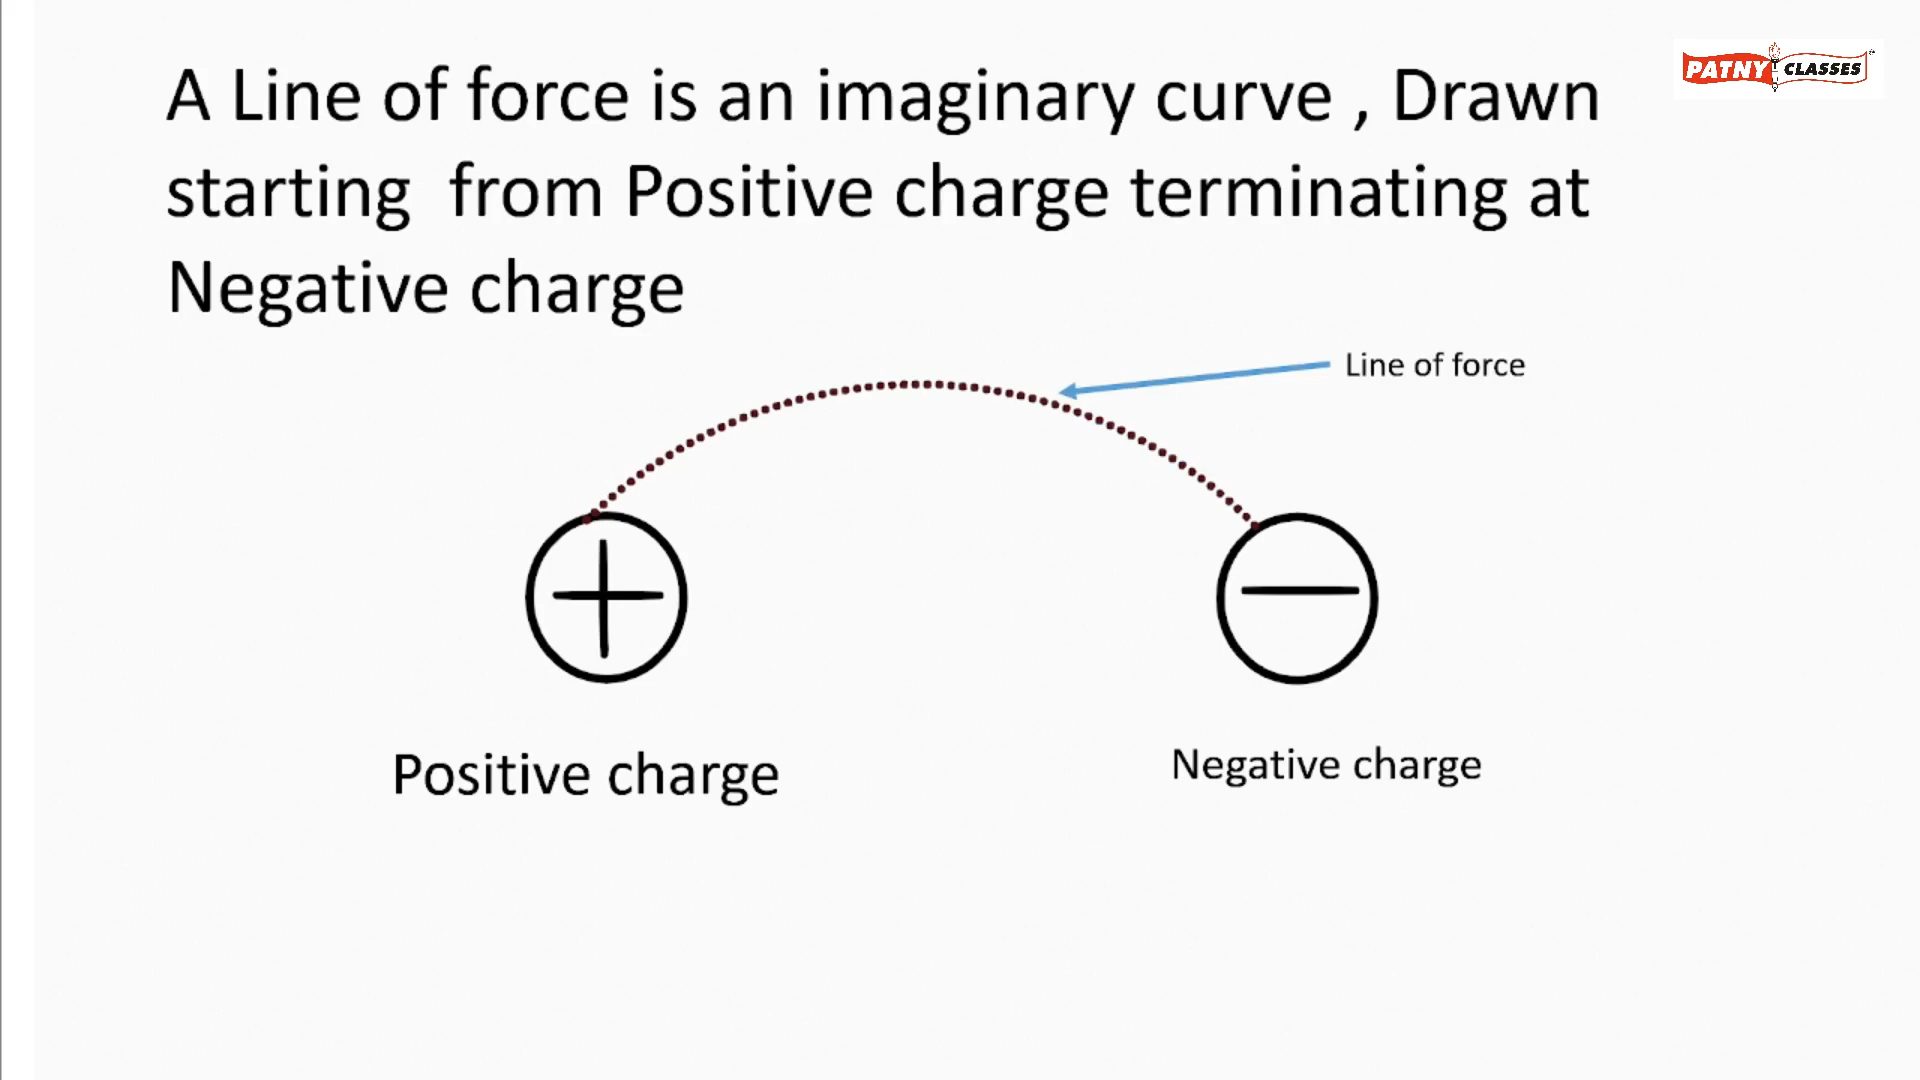 PATNY CLASSES
A Line of force is an imaginary curve , Drawn
starting from Positive charge terminating at
Negative charge
Line of force
Positive charge
Negative charge